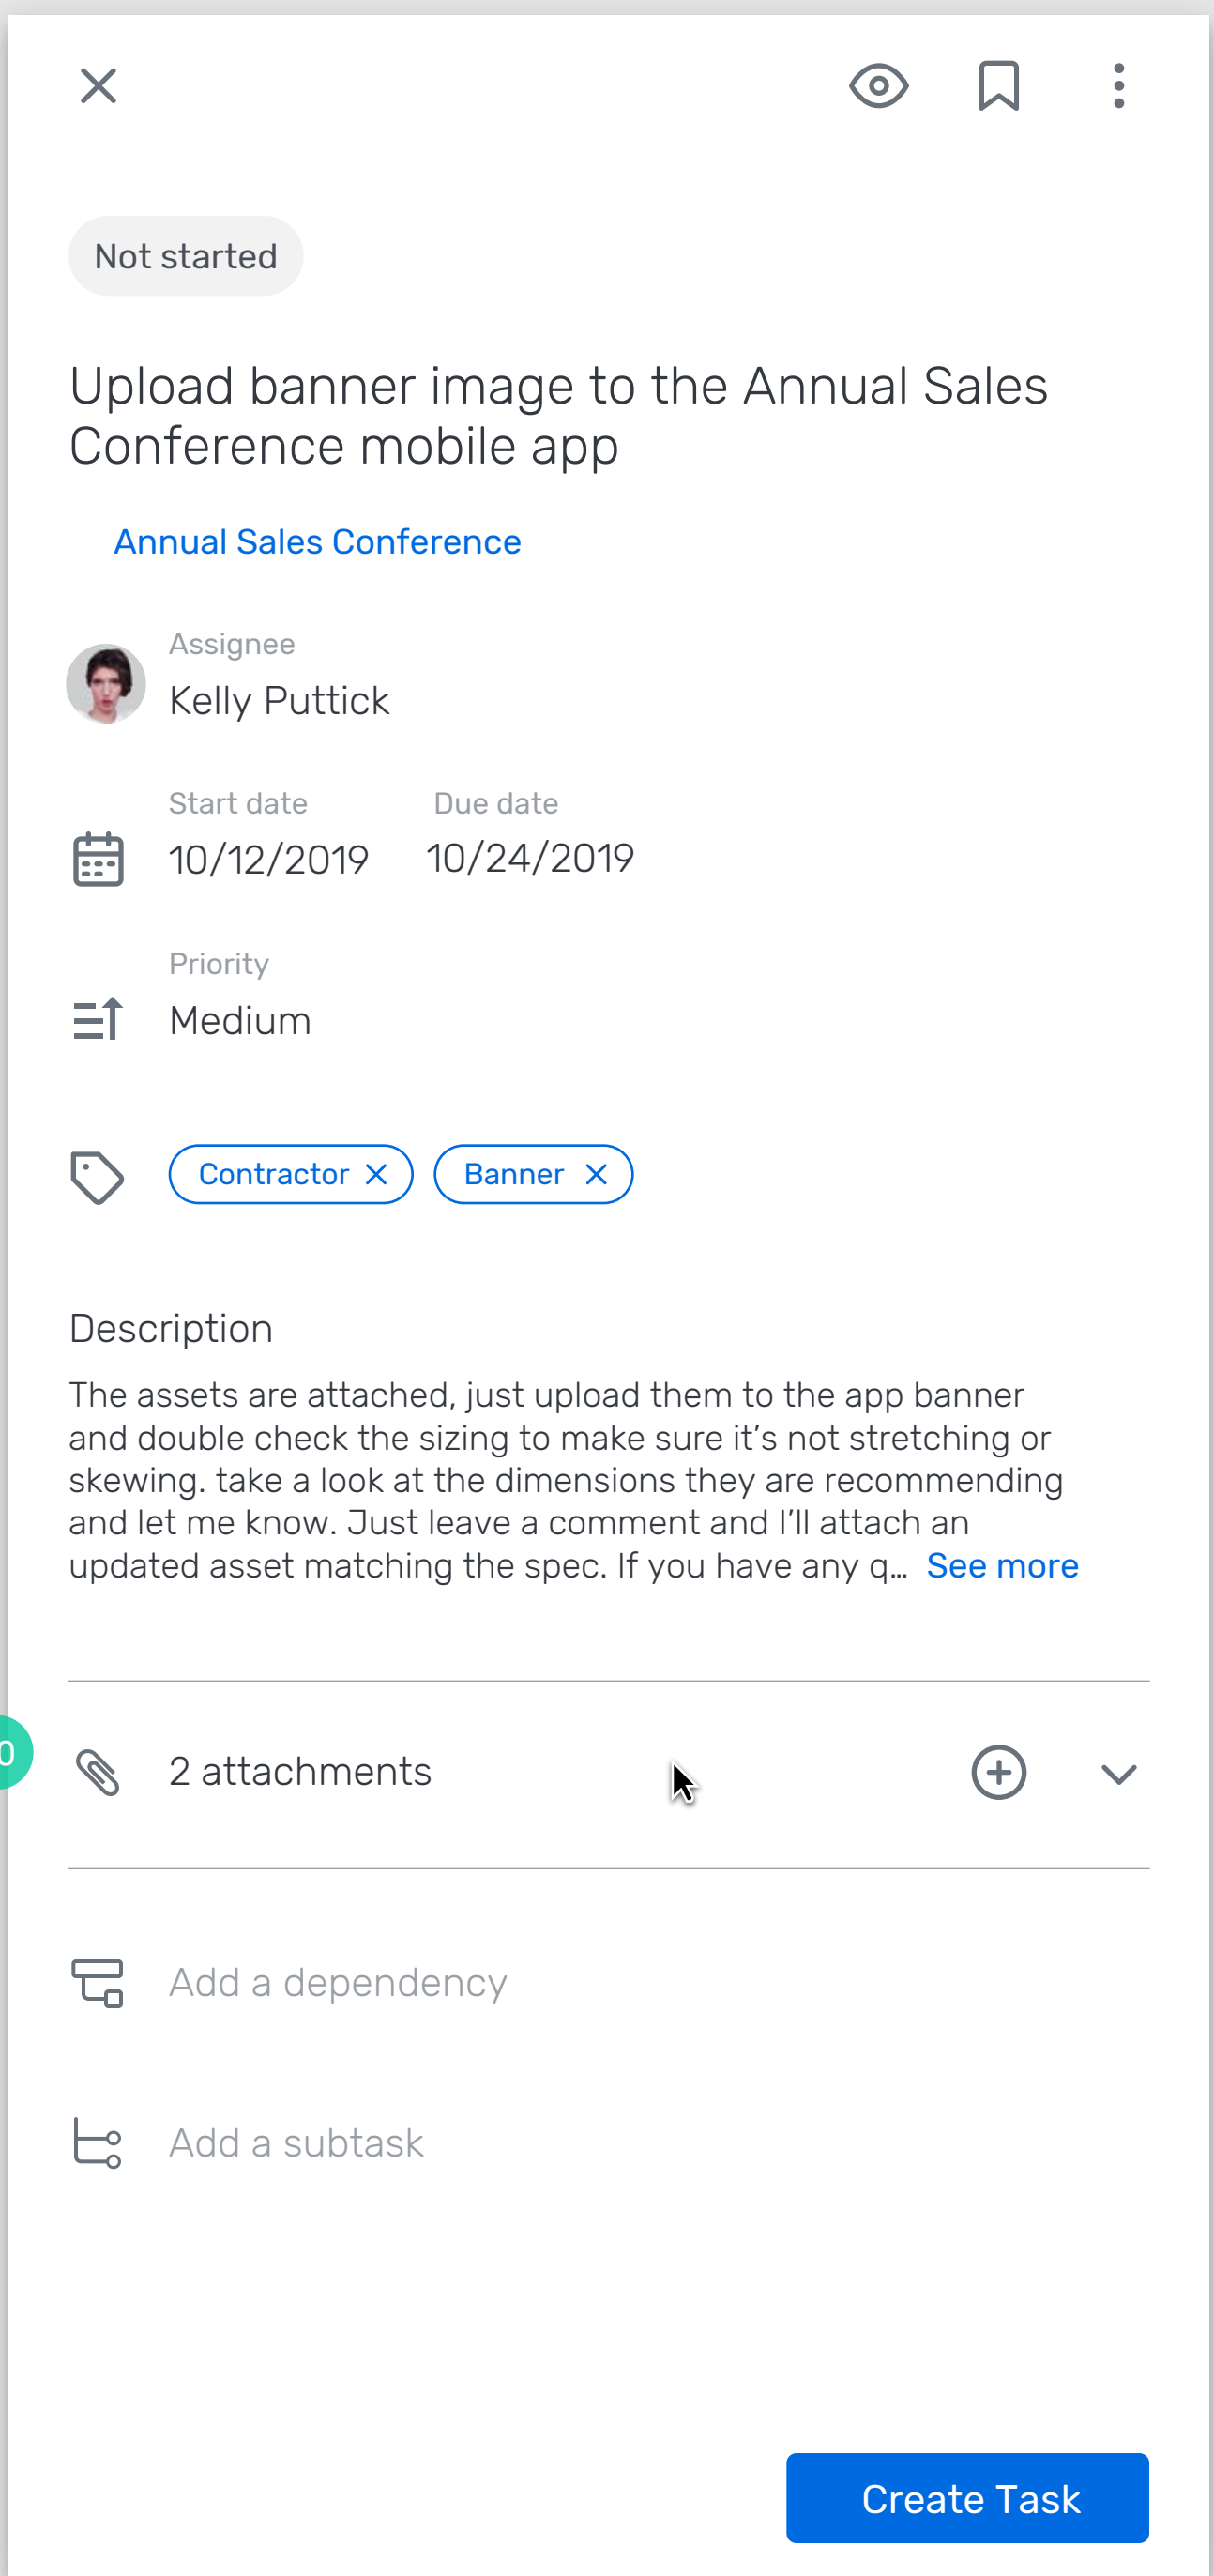 Not started
Upload banner image to the Annual Sales
Conference mobile app
Annual Sales Conference
Assignee
Kelly Puttick
Start date Due date
10/12/2019 10/24/2019
Priority
Medium
Contractor Banner
Description
The assets are attached, just upload them to the app banner
and double check the sizing to make sure it’s not stretching or
skewing. take a look at the dimensions they are recommending
and let me know. Just leave a comment and I’ll attach an
updated asset matching the spec. If you have any q... See more
0
2 attachments
Add a dependency
Add a subtask
Create Task